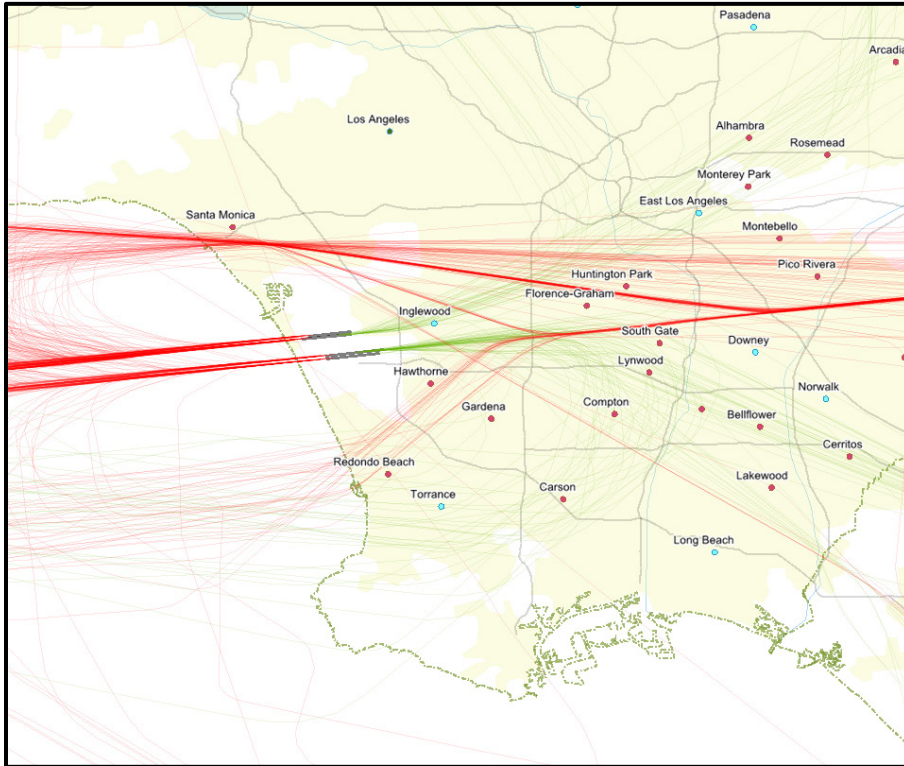 Pasadena
Arcadia
Los Angeles
Alhambra
Rosemead
Monterey Park
East Los Angeles
Santa Monica
Montebello
Pico Rivera
Huntington Park
Florence-Graham
Inglewood
South Gate
Downey
Lynwood
Hawthorne
Norwalk
Gardena
Compton
Bellflower
Cerritos
Redondo Beach
Lakewood
Torrance
Carson
Long Beach